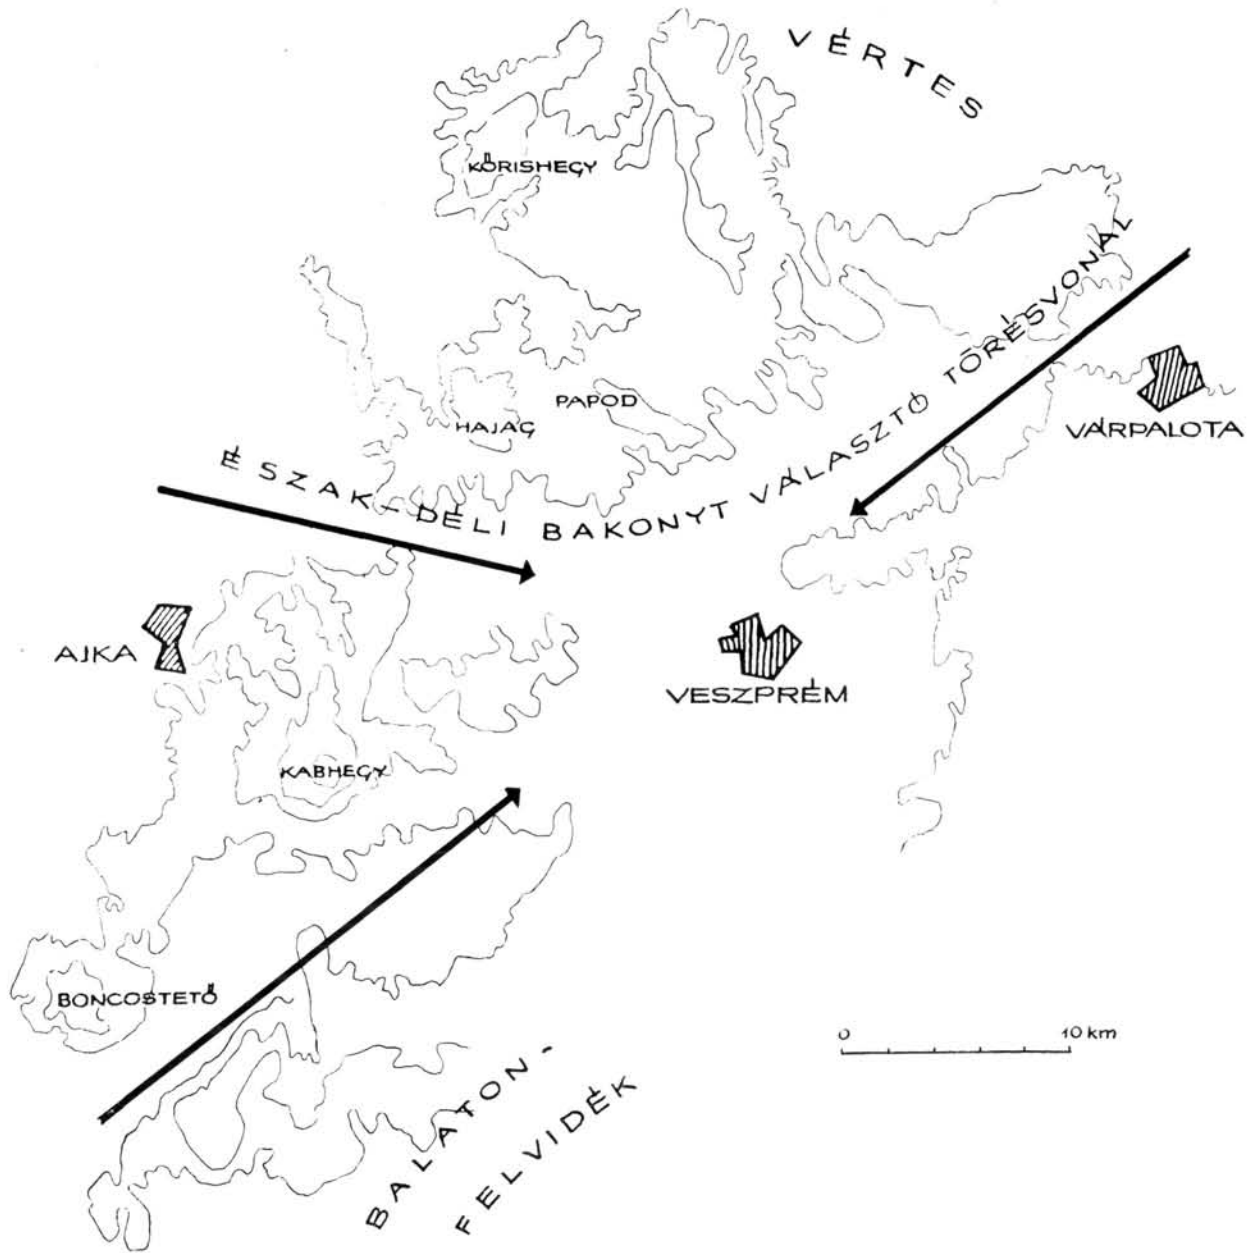 VÉRTES
KŐRISHEGY
ÉSZAK-DÉLI BAKONYT VÁLASZTÓ TÖRÉSVONAL
PAPOD
HAJAG
VÁRPALOTA
AJKA
VESZPRÉM
KABHEGY
BONCOSTETŐ
0 10 km
BALATON-
FELVIDÉK